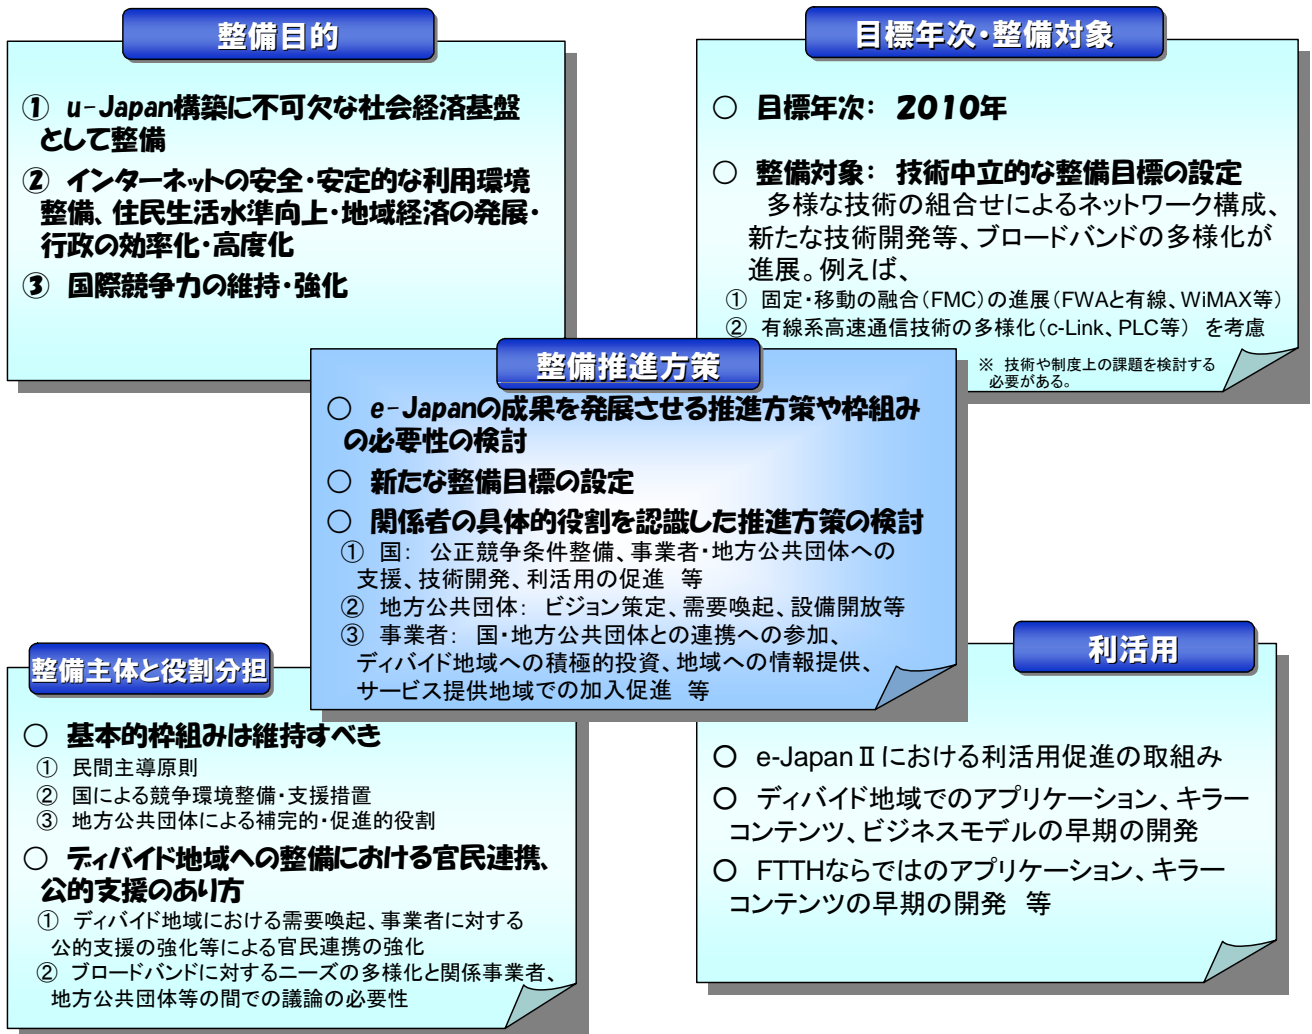 整備目的
① u-Japan構築に不可欠な社会経済基盤
として整備
② インターネットの安全・安定的な利用環境
整備、住民生活水準向上・地域経済の発展・
行政の効率化・高度化
③ 国際競争力の維持・強化
目標年次・整備対象
○ 目標年次： ２０１０年
○ 整備対象： 技術中立的な整備目標の設定
多様な技術の組合せによるネットワーク構成、
新たな技術開発等、ブロードバンドの多様化が
進展。例えば、
① 固定・移動の融合（FMC）の進展（FWAと有線、WiMAX等）
② 有線系高速通信技術の多様化（c-Link、PLC等） を考慮
※ 技術や制度上の課題を検討する
必要がある。
整備推進方策
○ e-Japanの成果を発展させる推進方策や枠組み
の必要性の検討
○ 新たな整備目標の設定
○ 関係者の具体的役割を認識した推進方策の検討
① 国： 公正競争条件整備、事業者・地方公共団体への
支援、技術開発、利活用の促進 等
② 地方公共団体： ビジョン策定、需要喚起、設備開放等
③ 事業者： 国・地方公共団体との連携への参加、
ディバイド地域への積極的投資、地域への情報提供、
サービス提供地域での加入促進 等
整備主体と役割分担
○ 基本的枠組みは維持すべき
① 民間主導原則
② 国による競争環境整備・支援措置
③ 地方公共団体による補完的・促進的役割
○ ディバイド地域への整備における官民連携、
公的支援のあり方
① ディバイド地域における需要喚起、事業者に対する
公的支援の強化等による官民連携の強化
② ブロードバンドに対するニーズの多様化と関係事業者、
地方公共団体等の間での議論の必要性
利活用
○ e-JapanⅡにおける利活用促進の取組み
○ ディバイド地域でのアプリケーション、キラー
コンテンツ、ビジネスモデルの早期の開発
○ FTTHならではのアプリケーション、キラー
コンテンツの早期の開発 等